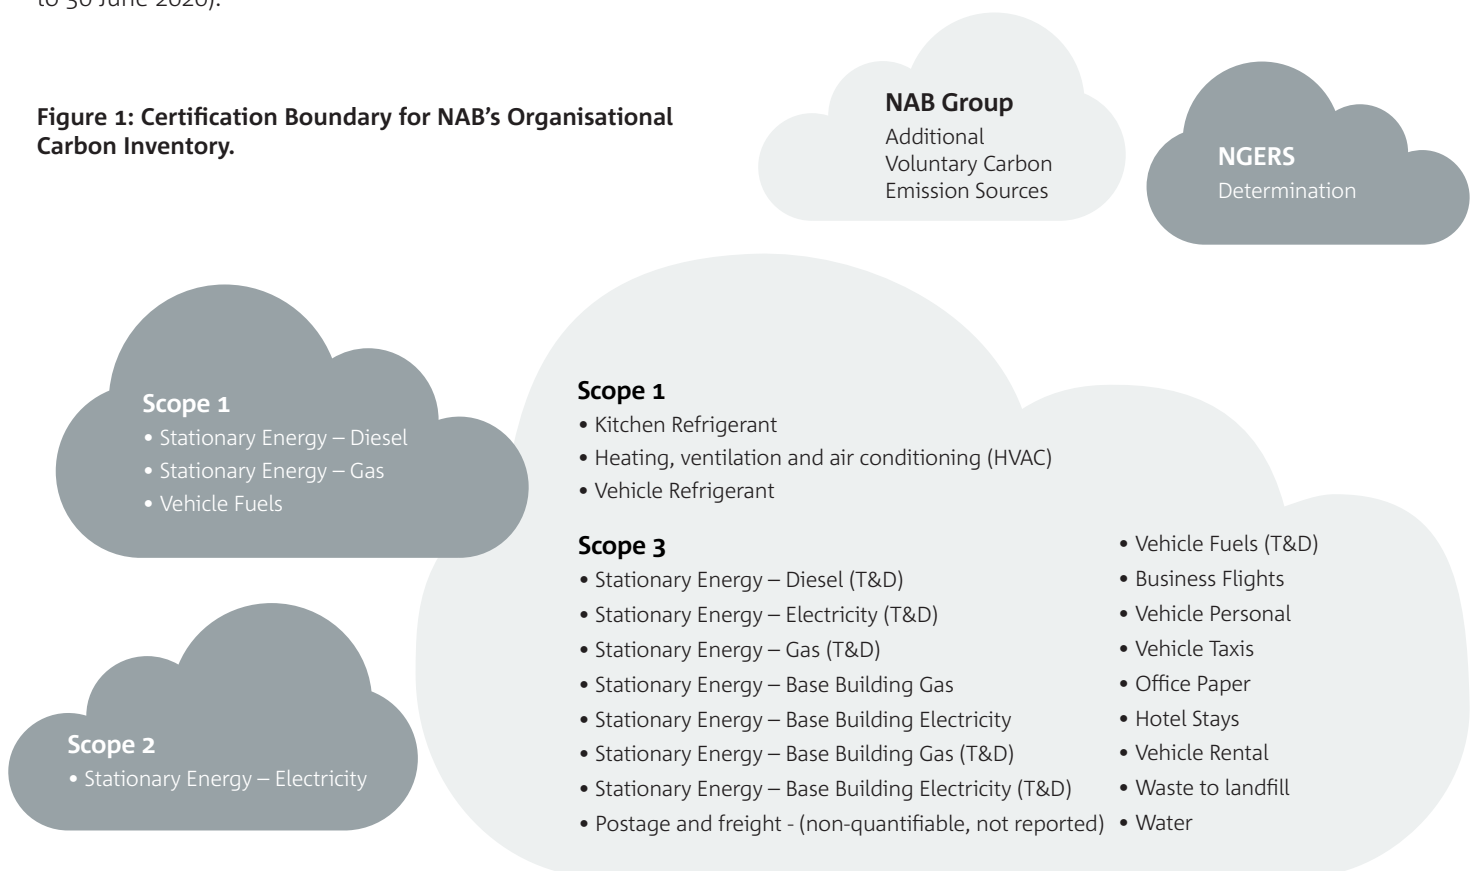 to 30 June 2020).
Figure 1: Certification Boundary for NAB’s Organisational
Carbon Inventory.
NAB Group
Additional
Voluntary Carbon
Emission Sources
NGERS
Determination
Scope 1
• Stationary Energy – Diesel
• Stationary Energy – Gas
• Vehicle Fuels
Scope 2
• Stationary Energy – Electricity
Scope 1
• Kitchen Refrigerant
• Heating, ventilation and air conditioning (HVAC)
• Vehicle Refrigerant
Scope 3
• Stationary Energy – Diesel (T&D)
• Stationary Energy – Electricity (T&D)
• Stationary Energy – Gas (T&D)
• Stationary Energy – Base Building Gas
• Stationary Energy – Base Building Electricity
• Stationary Energy – Base Building Gas (T&D)
• Stationary Energy – Base Building Electricity (T&D)
• Postage and freight - (non-quantifiable, not reported)
• Vehicle Fuels (T&D)
• Business Flights
• Vehicle Personal
• Vehicle Taxis
• Office Paper
• Hotel Stays
• Vehicle Rental
• Waste to landfill
• Water